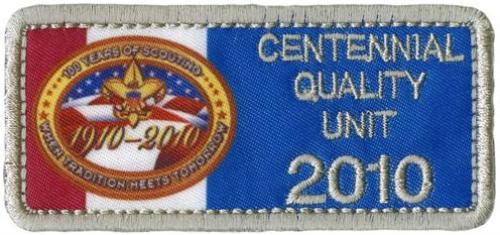 100 YEARS OF SCOUTING
1910-2010
WHEN TRADITION MEETS TOMORROW
CENTENNIAL
QUALITY
UNIT
2010